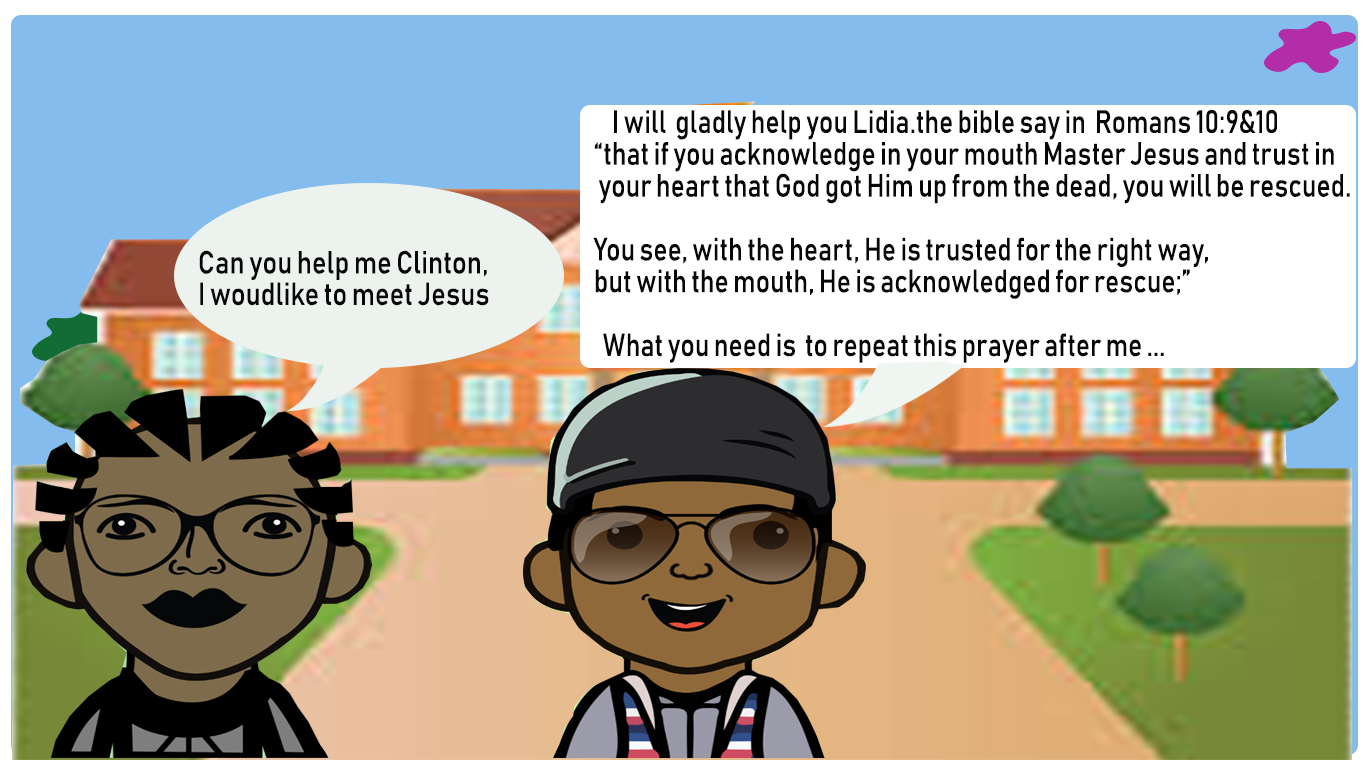 Can you help me Clinton,
I woudlike to meet Jesus
I will gladly help you Lidia.the bible say in Romans 10:9&10
“that if you acknowledge in your mouth Master Jesus and trust in
your heart that God got Him up from the dead, you will be rescued.
You see, with the heart, He is trusted for the right way,
but with the mouth, He is acknowledged for rescue;”
What you need is to repeat this prayer after me ...